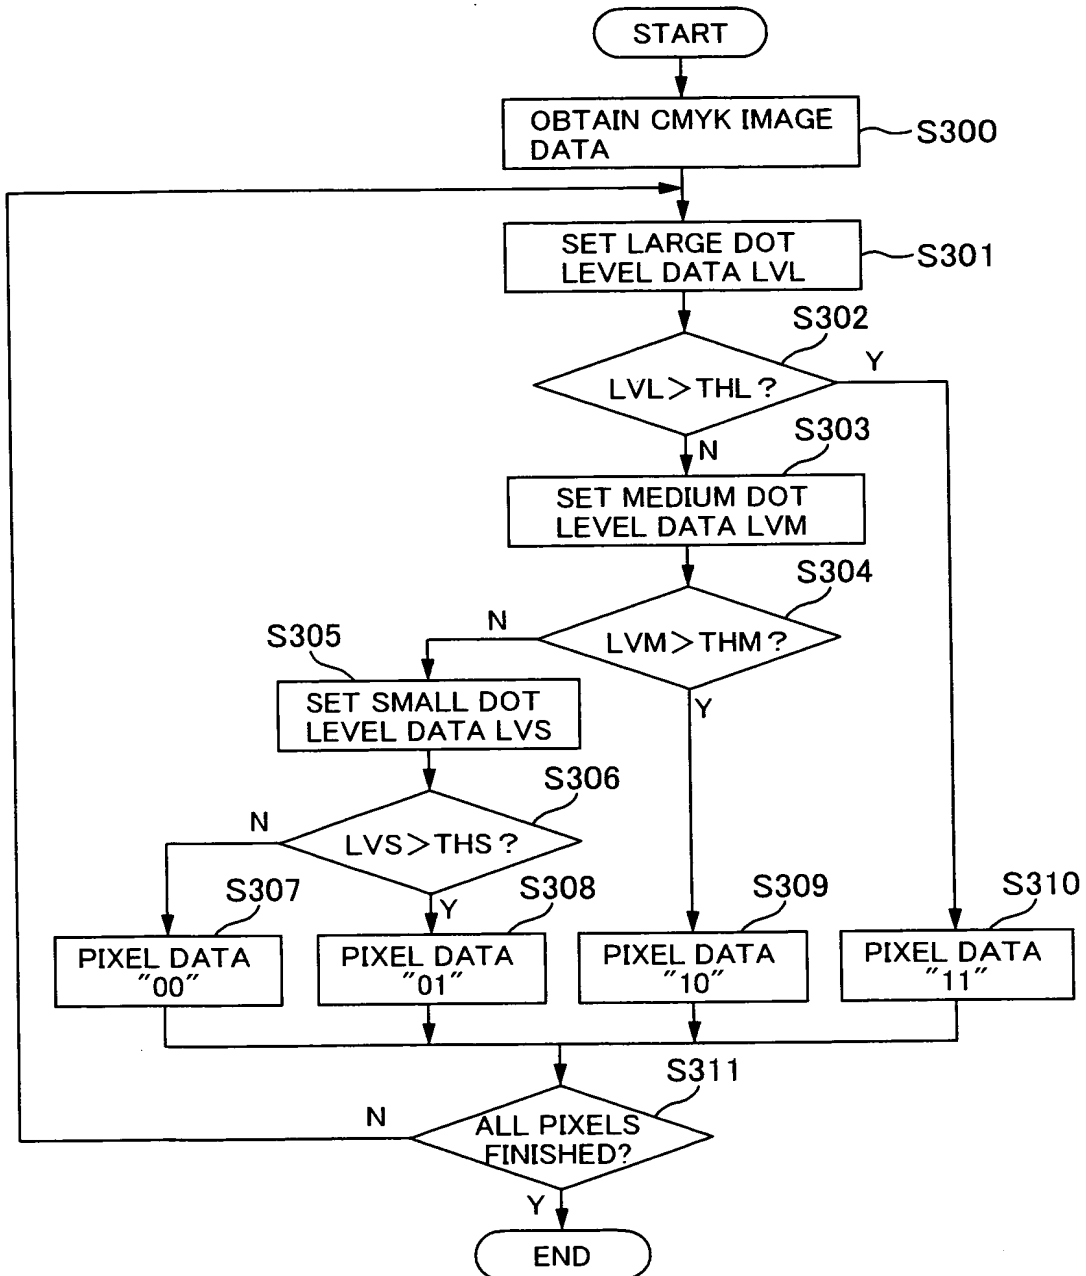 START
OBTAIN CMYK IMAGE
DATA
S300
SET LARGE DOT
LEVEL DATA LVL
S301
S302
LVL>THL?
Y
N
S303
SET MEDIUM DOT
LEVEL DATA LVM
S304
LVM>THM?
N
Y
S305
SET SMALL DOT
LEVEL DATA LVS
S306
LVS>THS?
N
Y
S307
PIXEL DATA
"00"
S308
PIXEL DATA
"01"
S309
PIXEL DATA
"10"
S310
PIXEL DATA
"11"
S311
ALL PIXELS
FINISHED?
N
Y
END